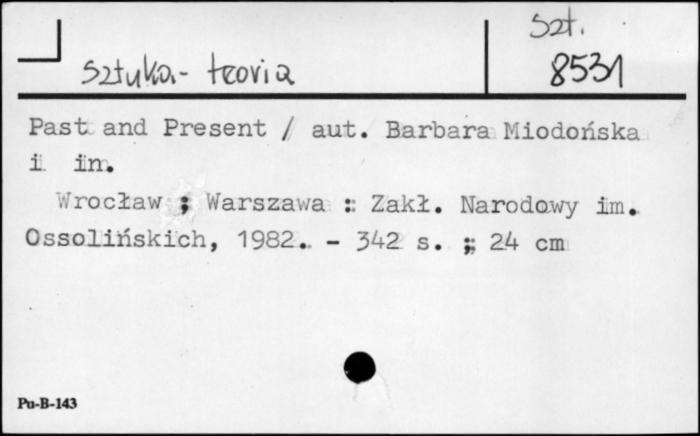 Szt.
8531
Sztuka - teoria
Past and Present / aut. Barbara Miodońska
i in.
Wrocław ; Warszawa : Zakł. Narodowy im.
Ossolińskich, 1982. - 342 s. ; 24 cm
Pu-B-143